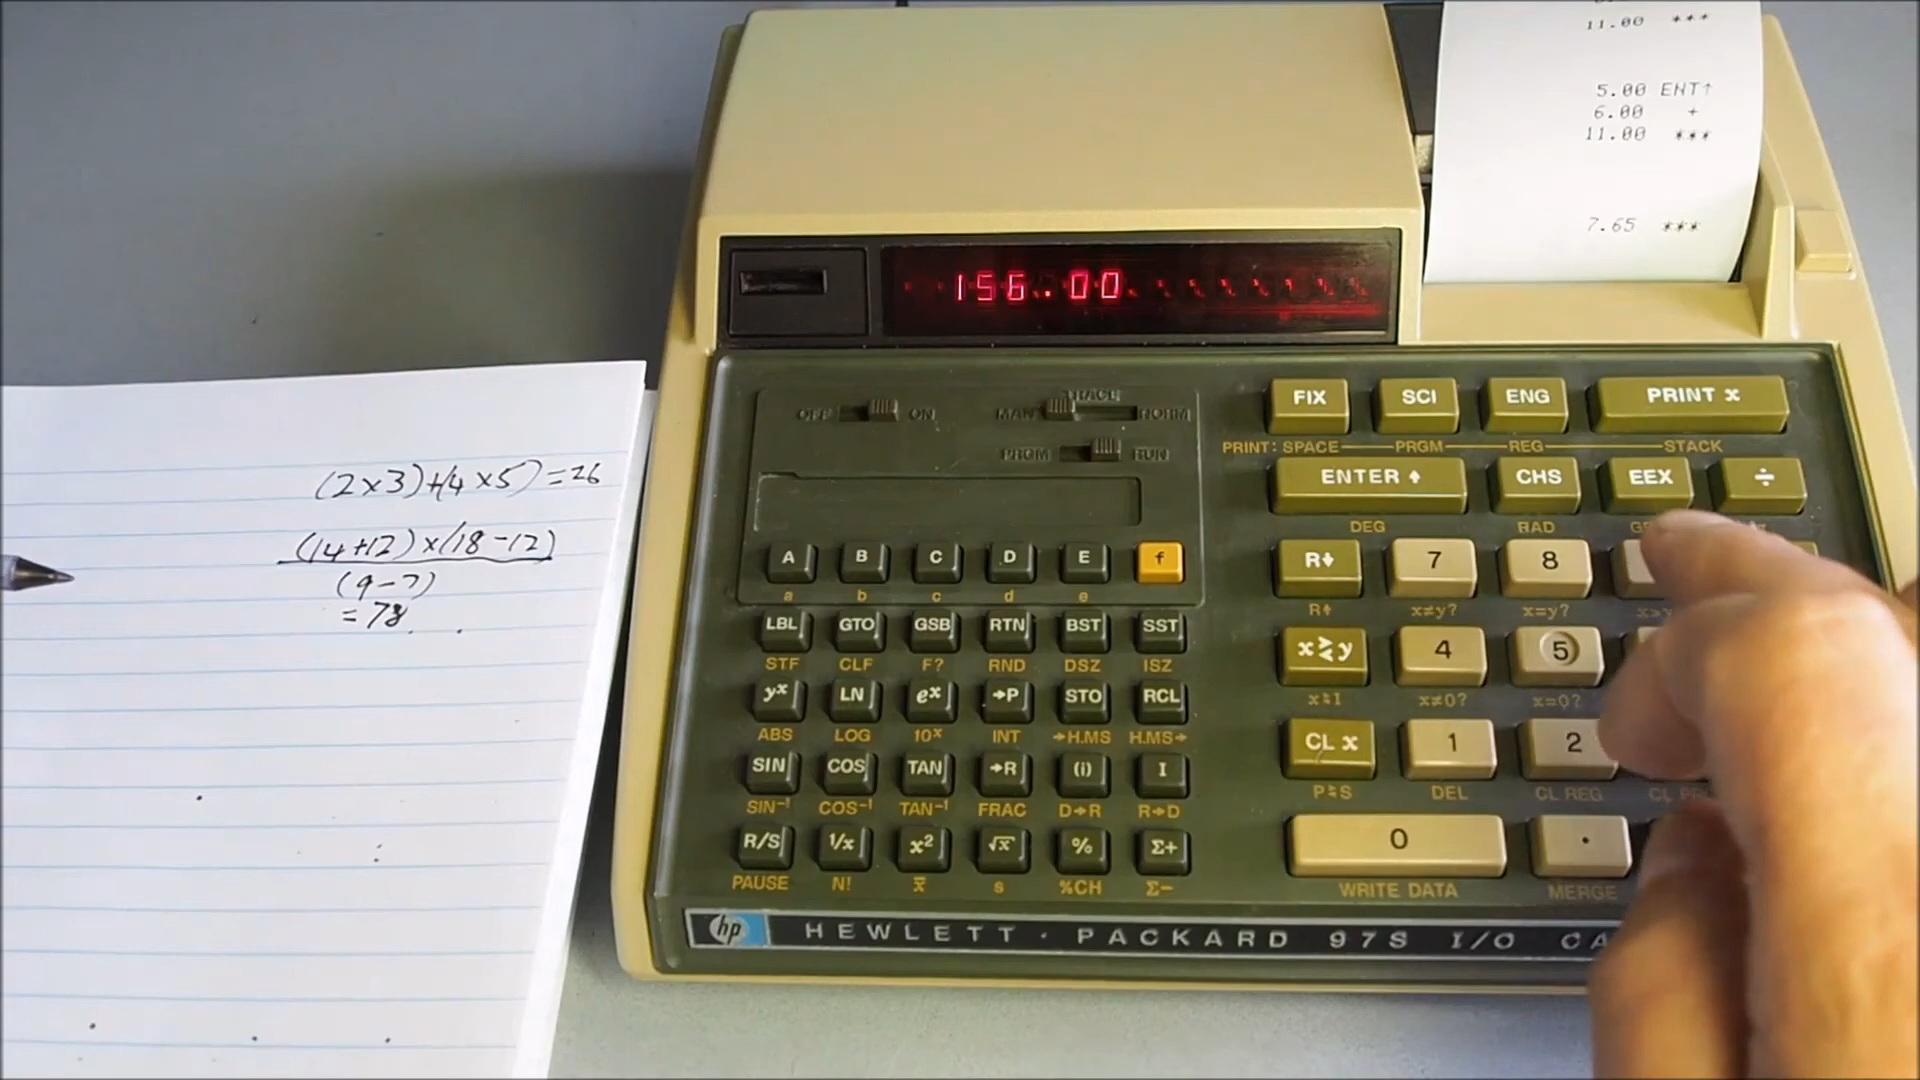 11.00 ***
5.00 ENT↑
6.00 +
11.00 ***
7.65 ***
156.00
(2×3)+(4×5)=26
(14+12)×(18-12)
(9-7)
=78
OFF ON MAN TRACE NORM
PRGM RUN
FIX SCI ENG PRINT x
PRINT: SPACE PRGM REG STACK
ENTER↑ CHS EEX ÷
DEG RAD
A B C D E f
a b c d e
R↓ 7 8
R↑ x≠y? x=y?
LBL GTO GSB RTN BST SST
STF CLF F? RND DSZ ISZ
x≷y 4 5
x⇆I x≠0? x=0?
yˣ LN eˣ →P STO RCL
ABS LOG 10ˣ INT →H.MS H.MS→
CL x 1 2
P⇆S DEL CL REG
SIN COS TAN →R (i) I
SIN⁻¹ COS⁻¹ TAN⁻¹ FRAC D→R R→D
R/S 1/x x² √x % Σ+
PAUSE N! x̄ s %CH Σ−
0 .
WRITE DATA MERGE
hp HEWLETT · PACKARD 97S I/O CA